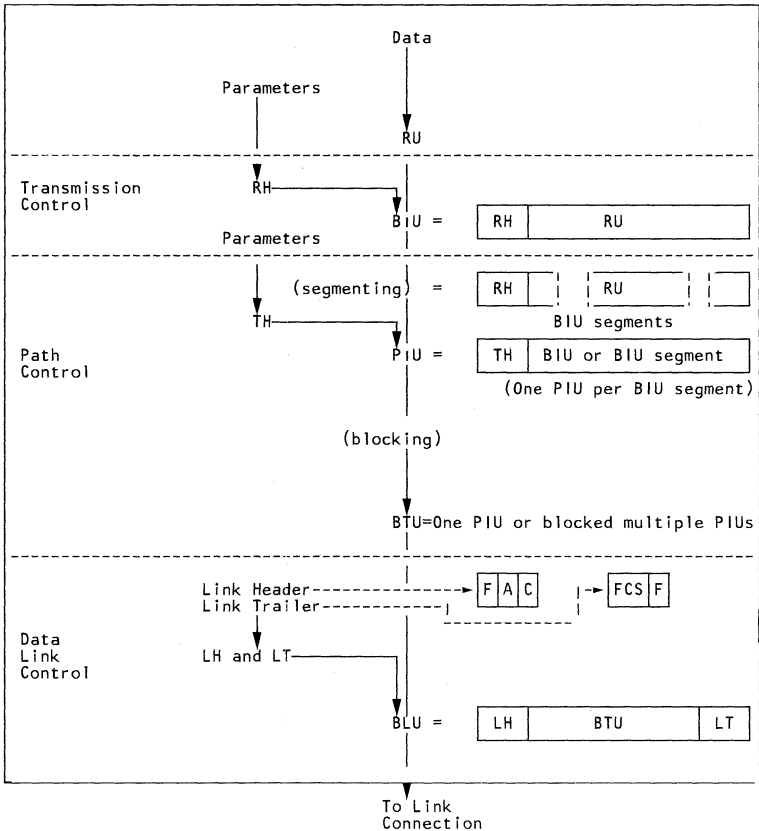 Data
Parameters
RU
Transmission
Control
RH
BIU =
RH RU
Parameters
(segmenting) =
RH RU
BIU segments
TH
Path
Control
PIU =
TH BIU or BIU segment
(One PIU per BIU segment)
(blocking)
BTU=One PIU or blocked multiple PIUs
Link Header
F A C
FCS F
Link Trailer
Data
Link
Control
LH and LT
BLU =
LH BTU LT
To Link
Connection